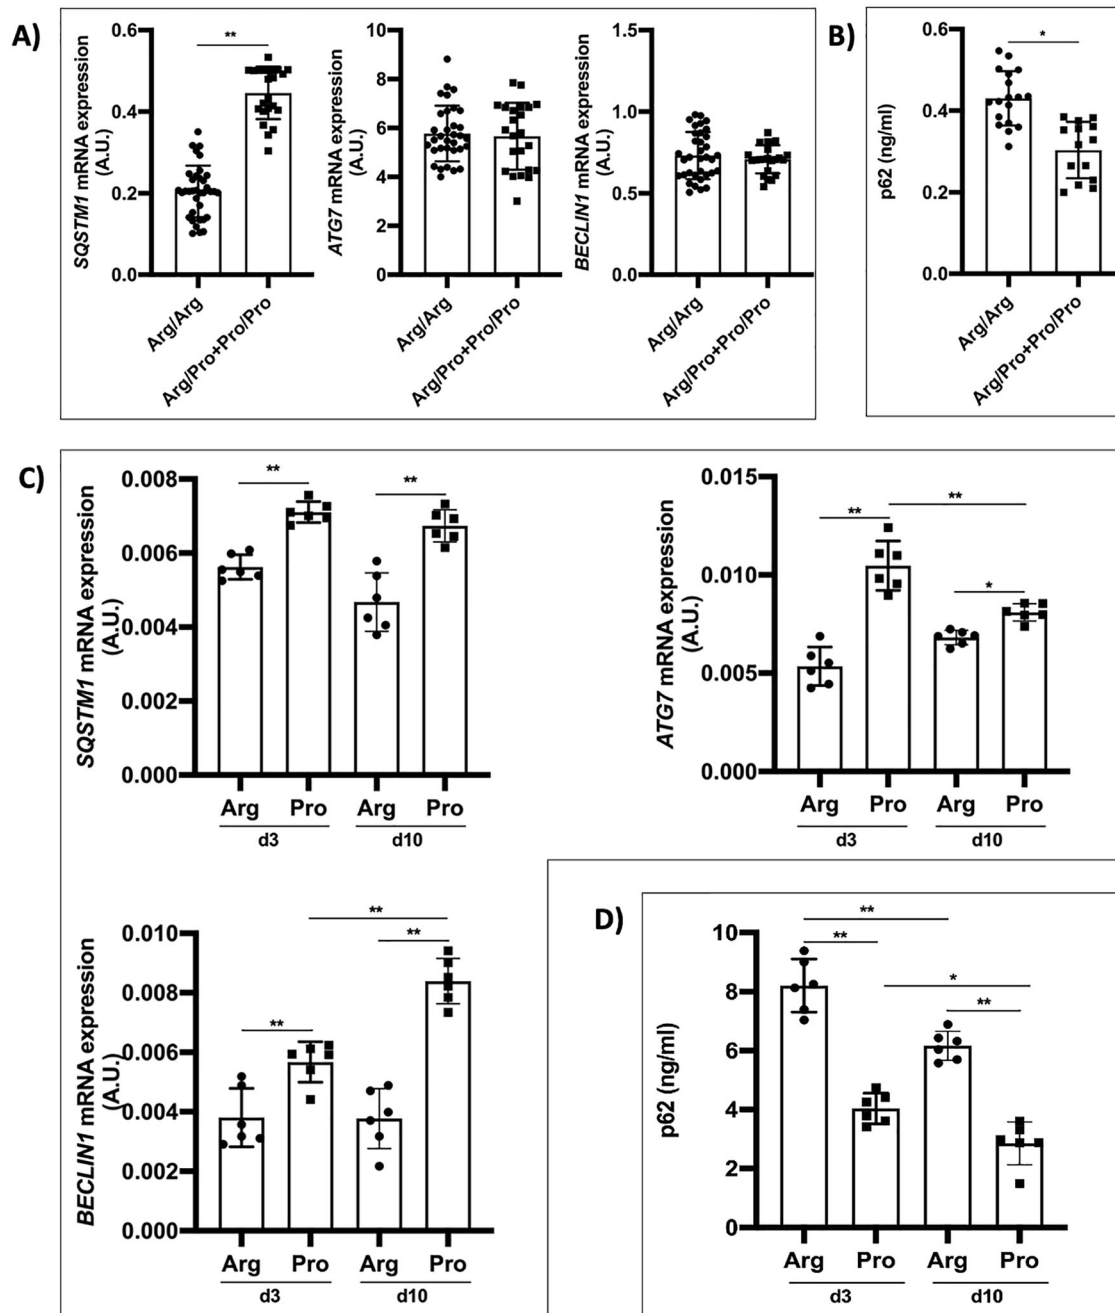 A)
SQSTM1 mRNA expression
(A.U.)
0.6
0.4
0.2
0.0
**
Arg/Arg
Arg/Pro+Pro/Pro
ATG7 mRNA expression
(A.U.)
10
8
6
4
2
0
Arg/Arg
Arg/Pro+Pro/Pro
BECLIN1 mRNA expression
(A.U.)
1.5
1.0
0.5
0.0
Arg/Arg
Arg/Pro+Pro/Pro
B)
p62 (ng/ml)
0.6
0.4
0.2
0.0
*
Arg/Arg
Arg/Pro+Pro/Pro
C)
SQSTM1 mRNA expression
(A.U.)
0.008
0.006
0.004
0.002
0.000
**
**
Arg Pro Arg Pro
d3 d10
ATG7 mRNA expression
(A.U.)
0.015
0.010
0.005
0.000
**
**
*
Arg Pro Arg Pro
d3 d10
BECLIN1 mRNA expression
(A.U.)
0.010
0.008
0.006
0.004
0.002
0.000
**
**
**
Arg Pro Arg Pro
d3 d10
D)
p62 (ng/ml)
10
8
6
4
2
0
**
**
*
**
Arg Pro Arg Pro
d3 d10